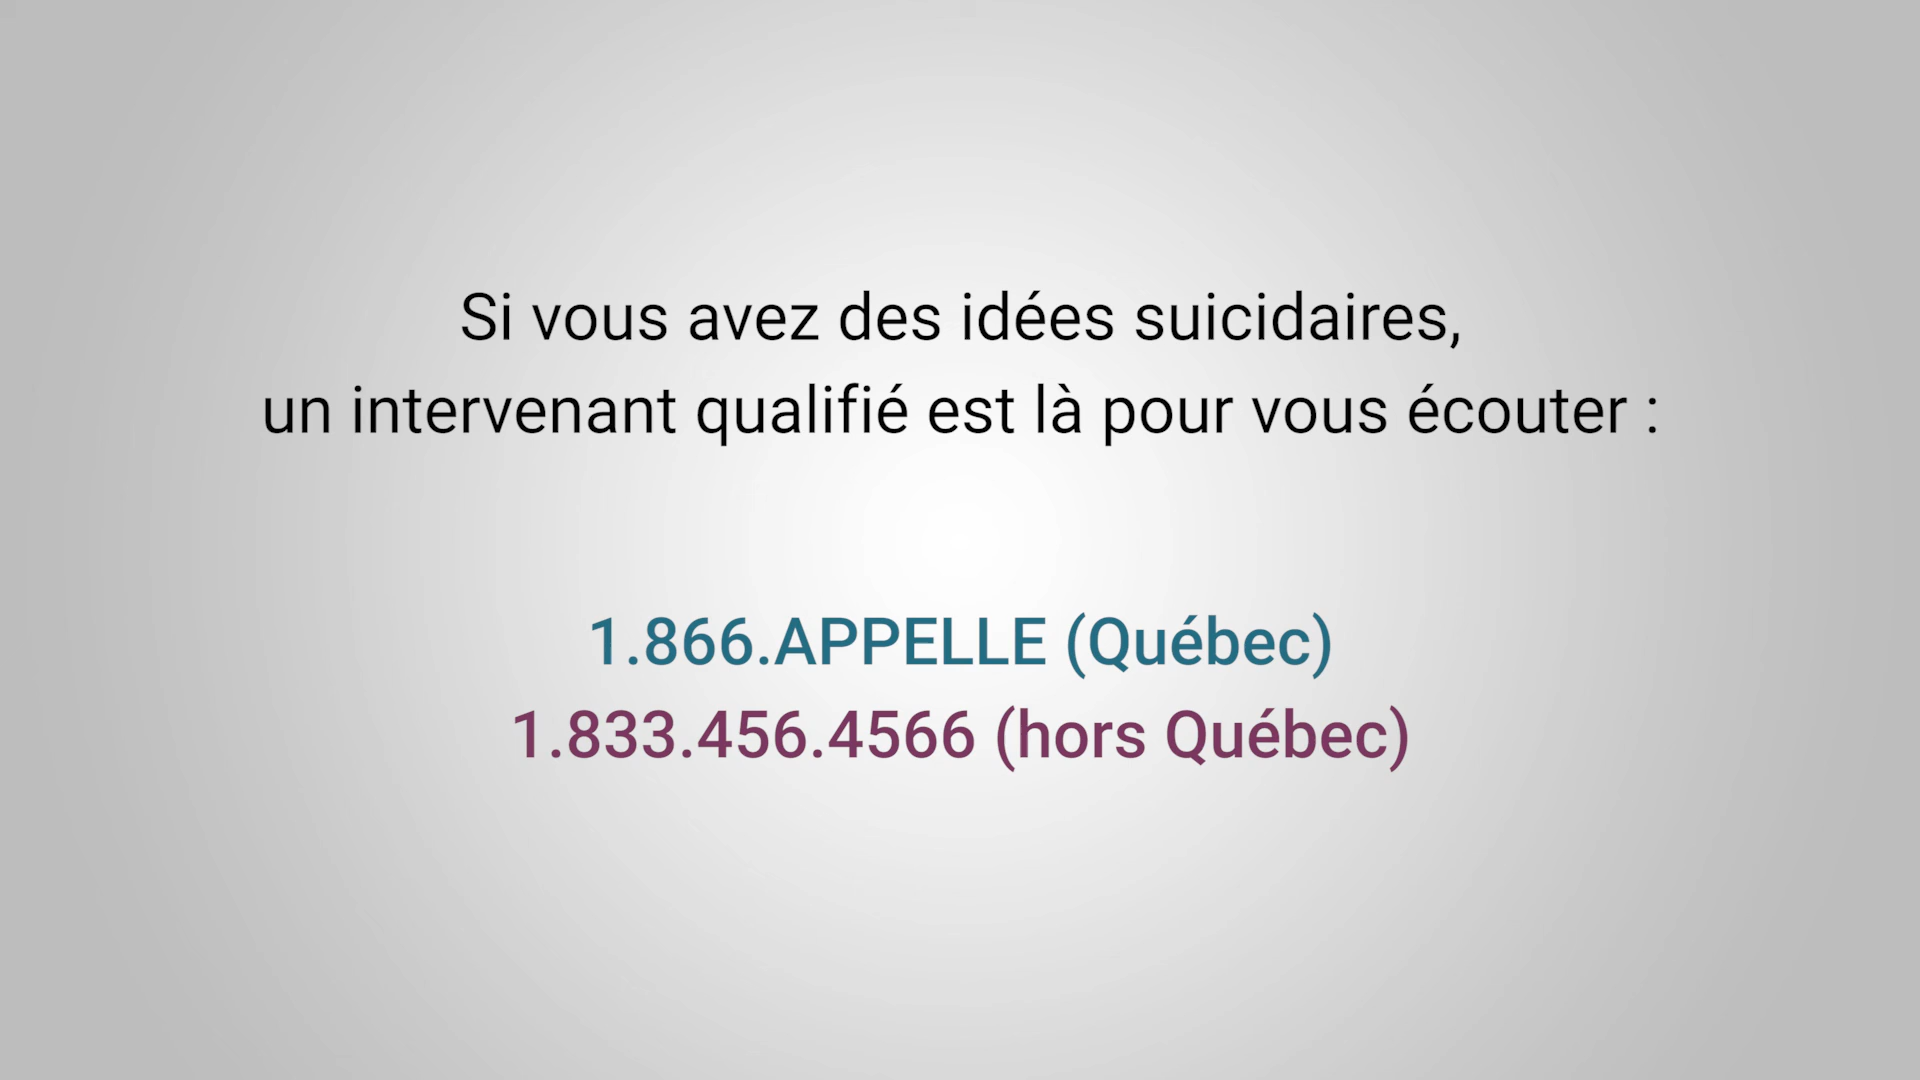 Si vous avez des idées suicidaires,
un intervenant qualifié est là pour vous écouter :
1.866.APPELLE (Québec)
1.833.456.4566 (hors Québec)